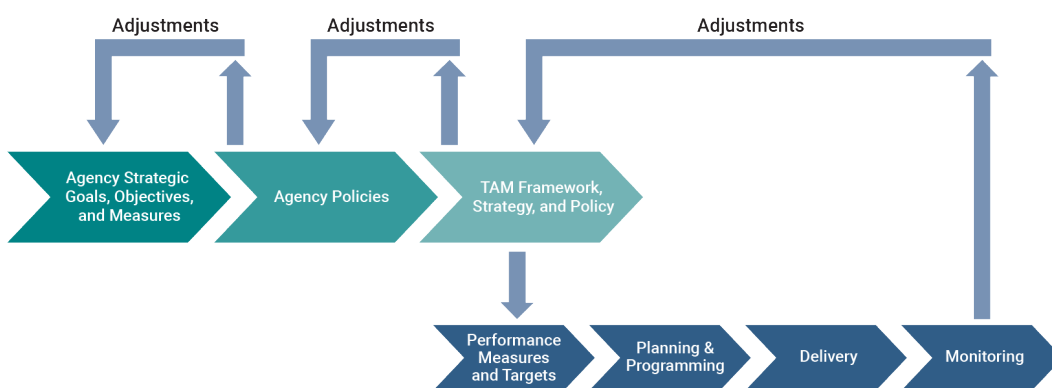 Adjustments
Adjustments
Adjustments
Agency Strategic
Goals, Objectives,
and Measures
Agency Policies
TAM Framework,
Strategy, and Policy
Performance
Measures
and Targets
Planning &
Programming
Delivery
Monitoring